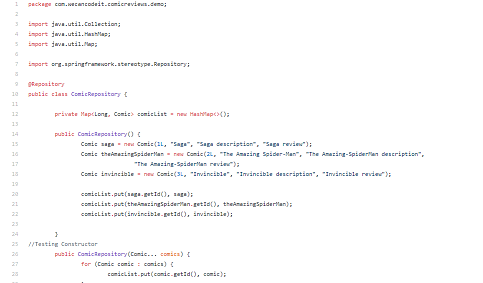 1 package com.wecancodeit.comicreviews.demo;
2
3 import java.util.Collection;
4 import java.util.HashMap;
5 import java.util.Map;
6
7 import org.springframework.stereotype.Repository;
8
9 @Repository
10 public class ComicRepository {
11
12 private Map<Long, Comic> comicList = new HashMap<>();
13
14 public ComicRepository() {
15 Comic saga = new Comic(1L, "Saga", "Saga description", "Saga review");
16 Comic theAmazingSpiderMan = new Comic(2L, "The Amazing Spider-Man", "The Amazing-SpiderMan description",
17 "The Amazing-SpiderMan review");
18 Comic invincible = new Comic(3L, "Invincible", "Invincible description", "Invincible review");
19
20 comicList.put(saga.getId(), saga);
21 comicList.put(theAmazingSpiderMan.getId(), theAmazingSpiderMan);
22 comicList.put(invincible.getId(), invincible);
23
24 }
25 //Testing Constructor
26 public ComicRepository(Comic... comics) {
27 for (Comic comic : comics) {
28 comicList.put(comic.getId(), comic);